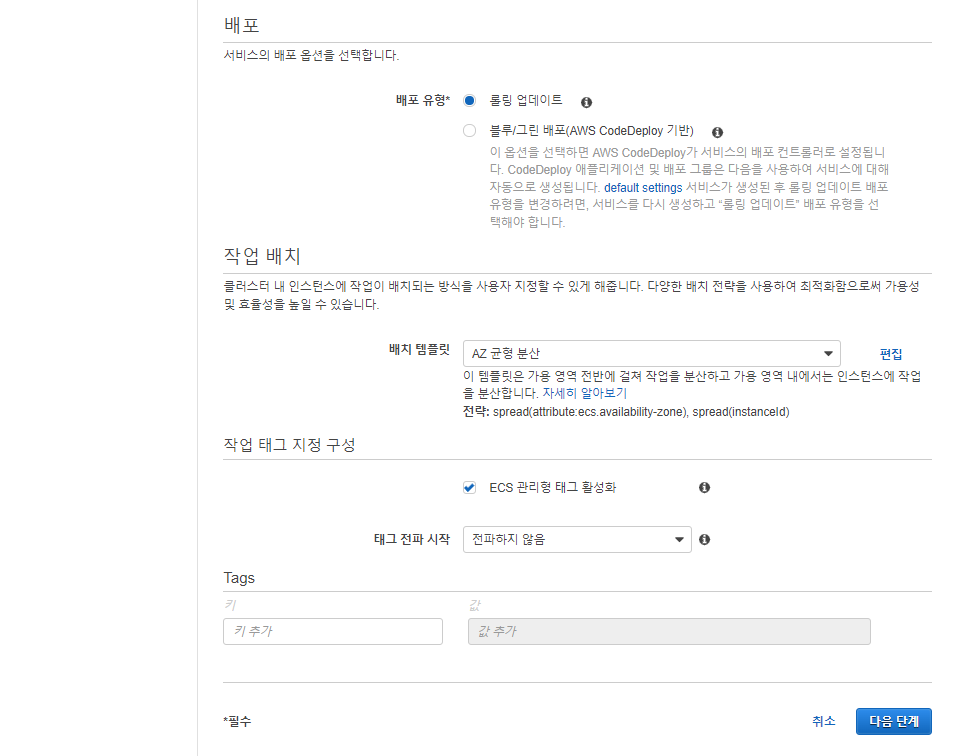 배포
서비스의 배포 옵션을 선택합니다.
배포 유형* 롤링 업데이트
블루/그린 배포(AWS CodeDeploy 기반)
이 옵션을 선택하면 AWS CodeDeploy가 서비스의 배포 컨트롤러로 설정됩니
다. CodeDeploy 애플리케이션 및 배포 그룹은 다음을 사용하여 서비스에 대해
자동으로 생성됩니다. default settings 서비스가 생성된 후 롤링 업데이트 배포
유형을 변경하려면, 서비스를 다시 생성하고 “롤링 업데이트” 배포 유형을 선
택해야 합니다.
작업 배치
클러스터 내 인스턴스에 작업이 배치되는 방식을 사용자 지정할 수 있게 해줍니다. 다양한 배치 전략을 사용하여 최적화함으로써 가용성
및 효율성을 높일 수 있습니다.
배치 템플릿 AZ 균형 분산 편집
이 템플릿은 가용 영역 전반에 걸쳐 작업을 분산하고 가용 영역 내에서는 인스턴스에 작업
을 분산합니다. 자세히 알아보기
전략: spread(attribute:ecs.availability-zone), spread(instanceId)
작업 태그 지정 구성
ECS 관리형 태그 활성화
태그 전파 시작 전파하지 않음
Tags
키 값
키 추가 값 추가
*필수 취소 다음 단계